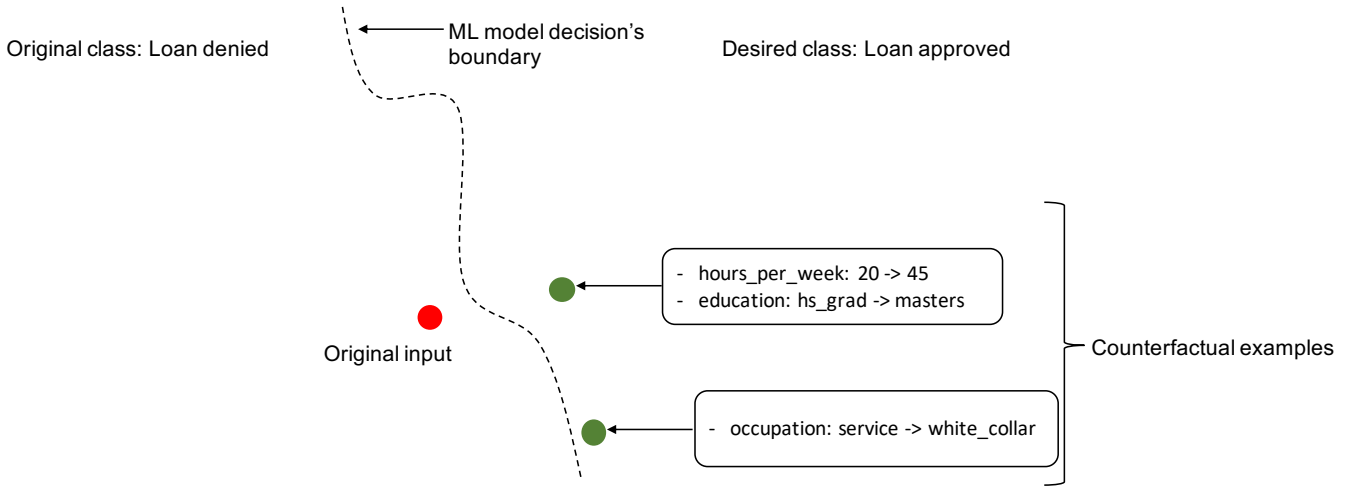 Original class: Loan denied
ML model decision's
boundary
Desired class: Loan approved
- hours_per_week: 20 -> 45
- education: hs_grad -> masters
Original input
Counterfactual examples
- occupation: service -> white_collar